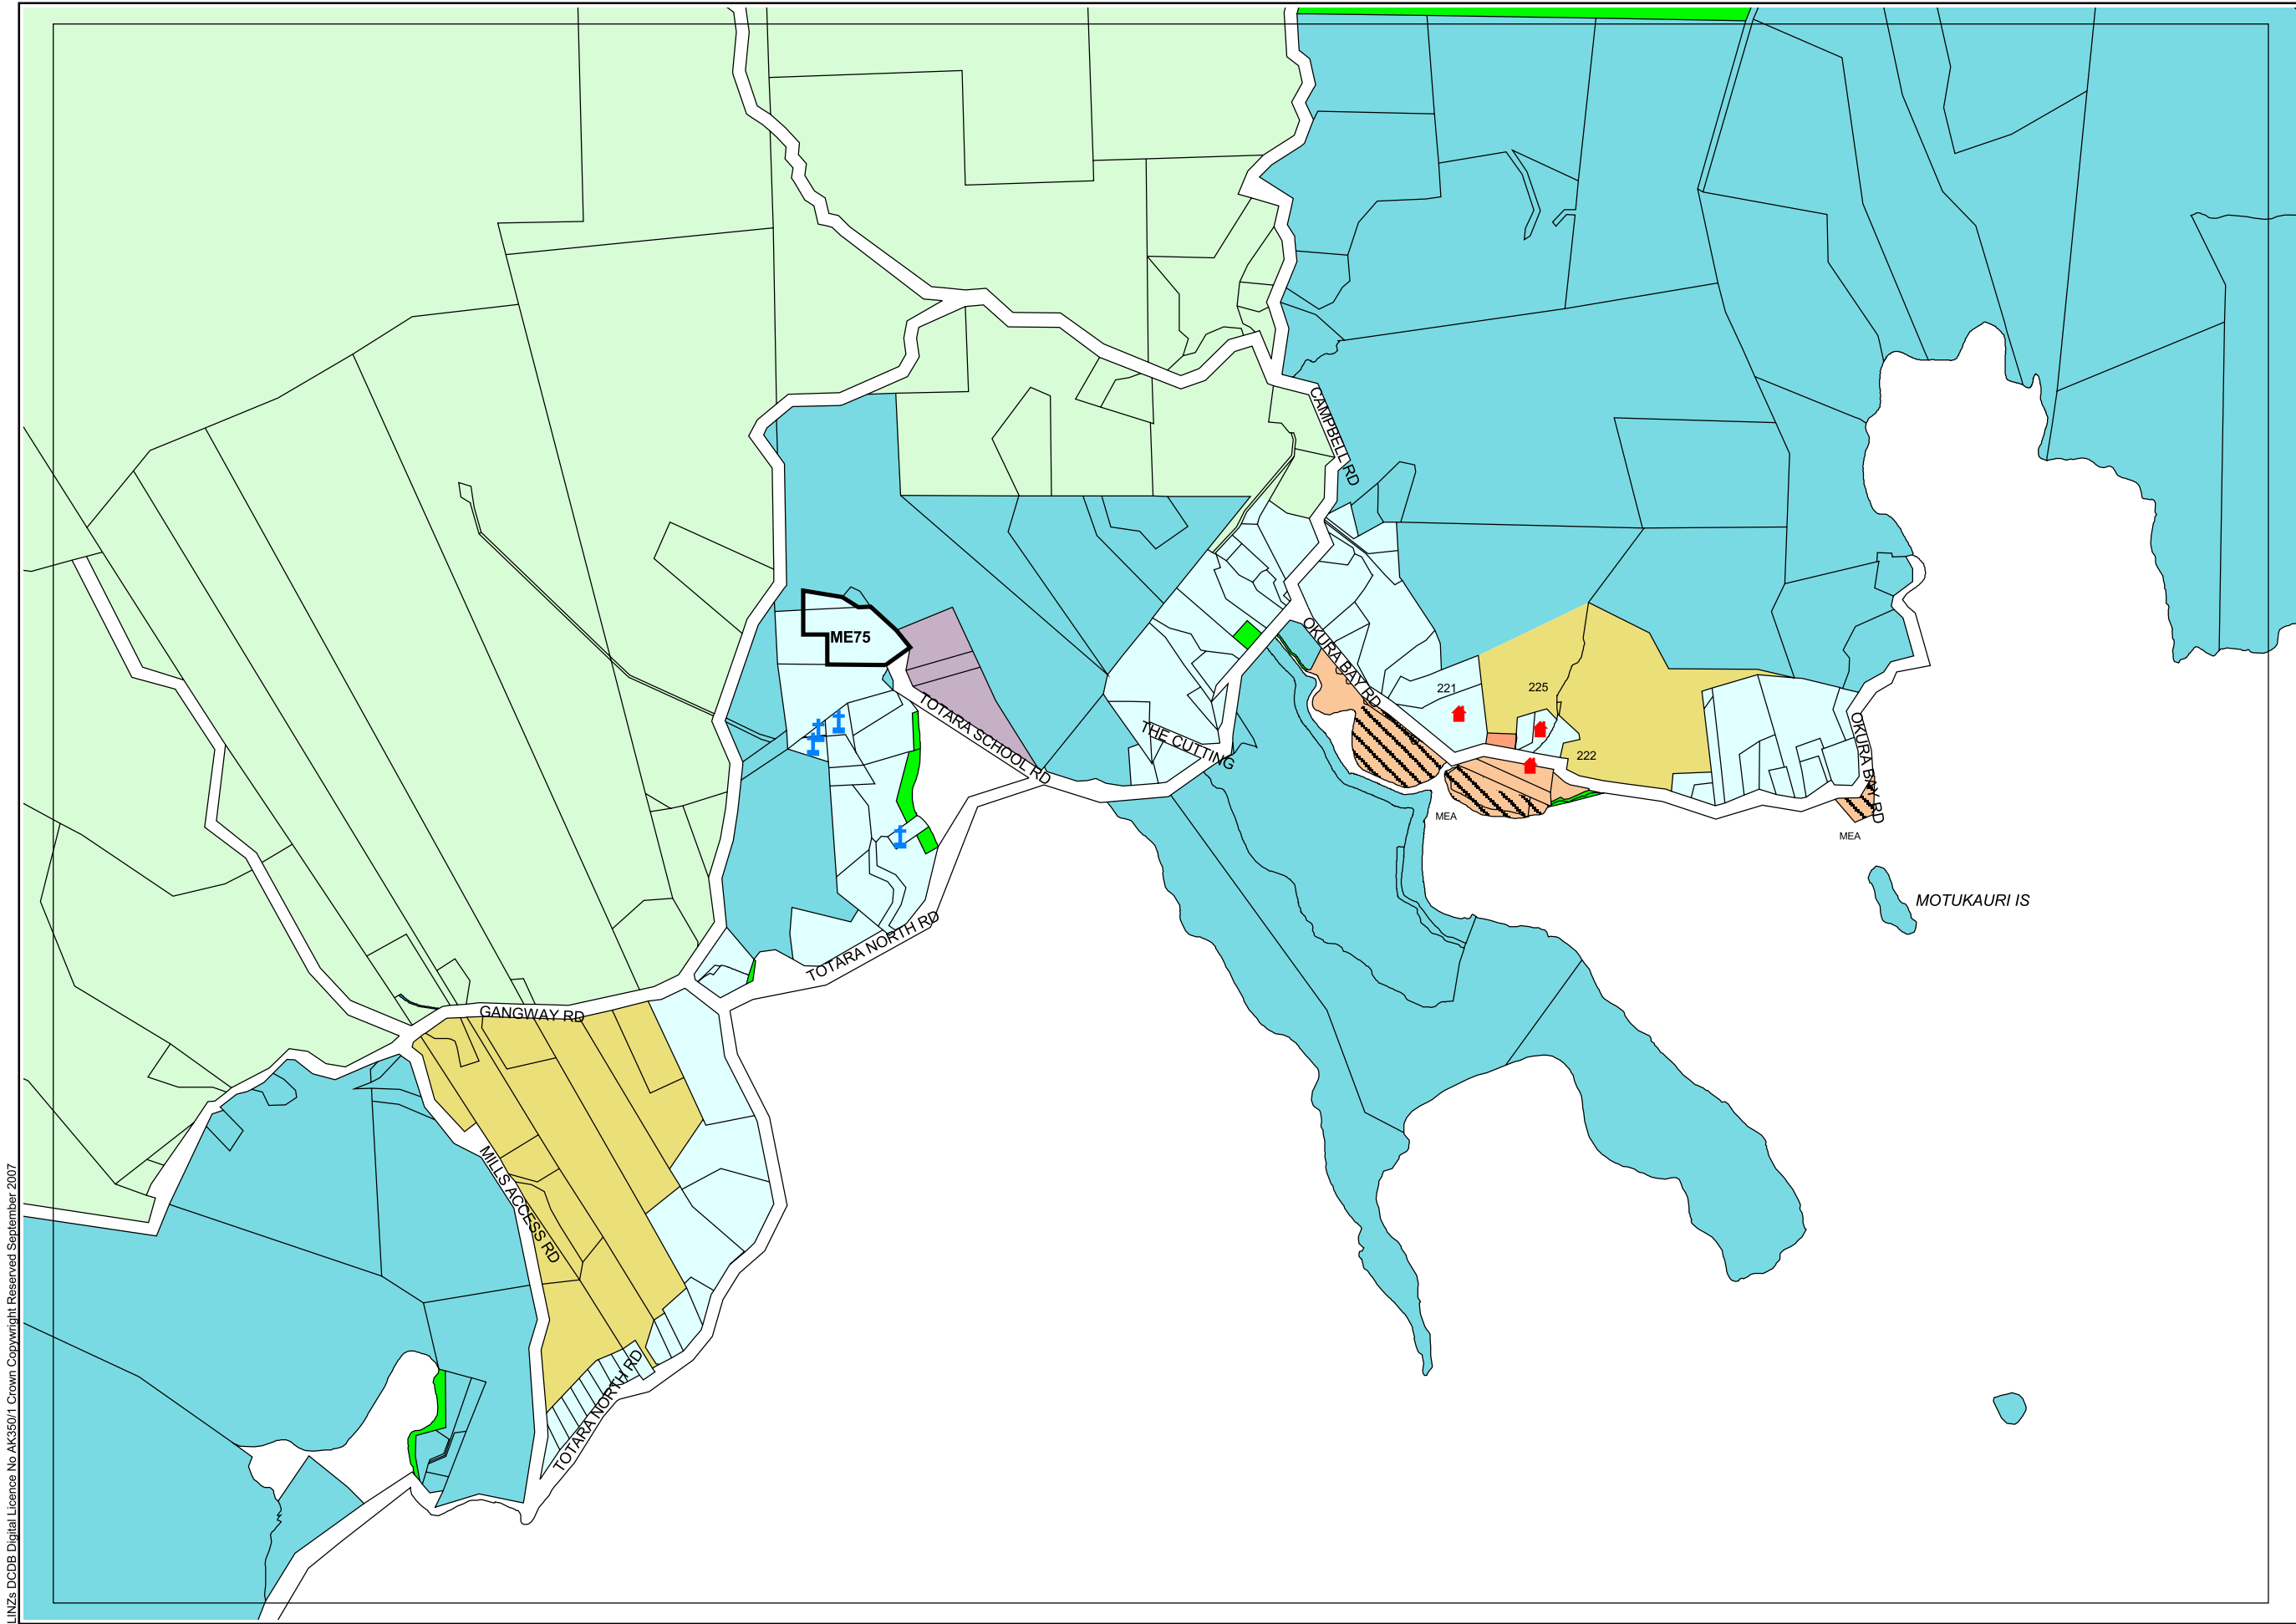 CAMPBELL RD
ME75
OKURA BAY RD
221
225
TOTARA SCHOOL RD
THE CUTTING
222
OKURA BAY RD
MEA
MEA
MOTUKAURI IS
TOTARA NORTH RD
GANGWAY RD
MILLS ACCESS RD
TOTARA NORTH RD
LINZs DCDB Digital Licence No AK350/1 Crown Copywright Reserved September 2007